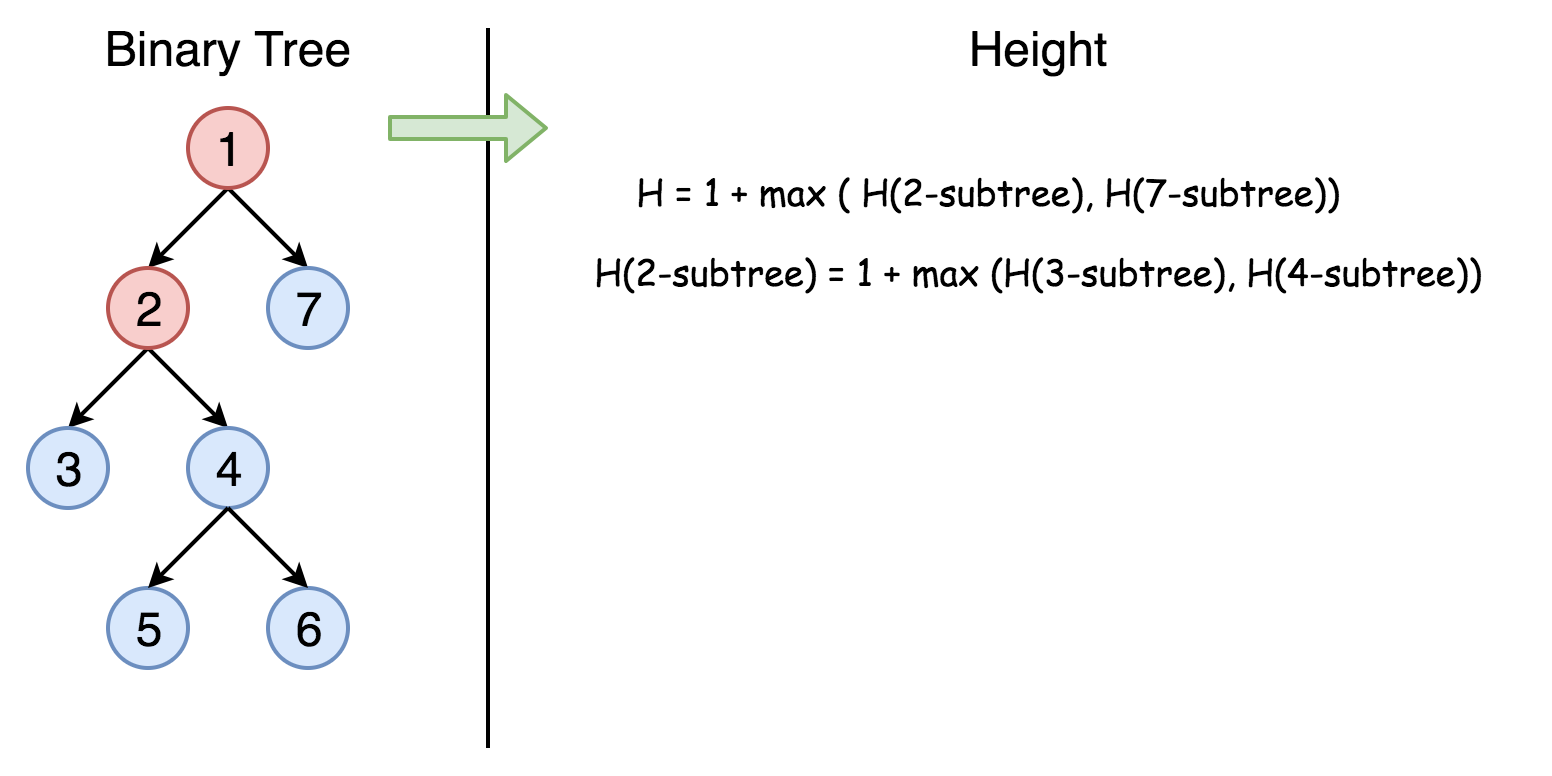 Binary Tree
Height
1
H = 1 + max ( H(2-subtree), H(7-subtree))
H(2-subtree) = 1 + max (H(3-subtree), H(4-subtree))
2 7
3 4
5 6